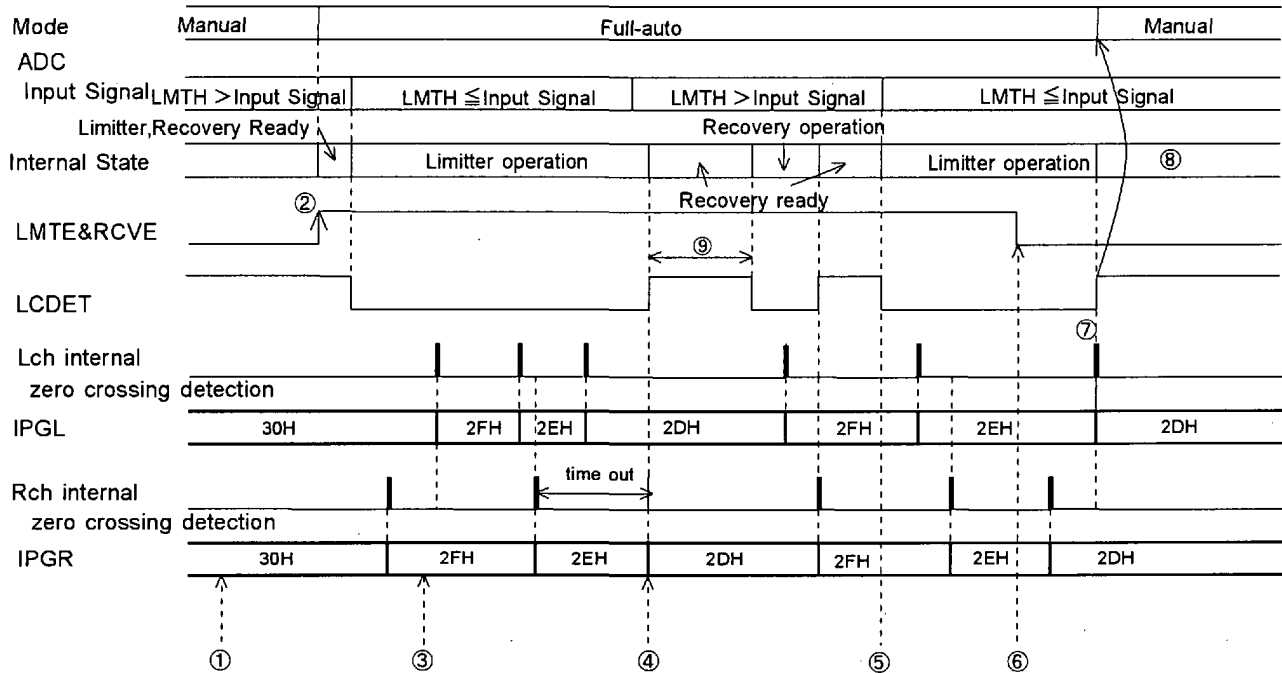 Mode Manual Full-auto Manual
ADC
Input Signal LMTH > Input Signal LMTH ≦ Input Signal LMTH > Input Signal LMTH ≦ Input Signal
Limitter,Recovery Ready Recovery operation
Internal State Limitter operation Limitter operation ⑧
Recovery ready
②
LMTE&RCVE
⑨
LCDET
⑦
Lch internal
zero crossing detection
IPGL 30H 2FH 2EH 2DH 2FH 2EH 2DH
time out
Rch internal
zero crossing detection
IPGR 30H 2FH 2EH 2DH 2FH 2EH 2DH
① ③ ④ ⑤ ⑥